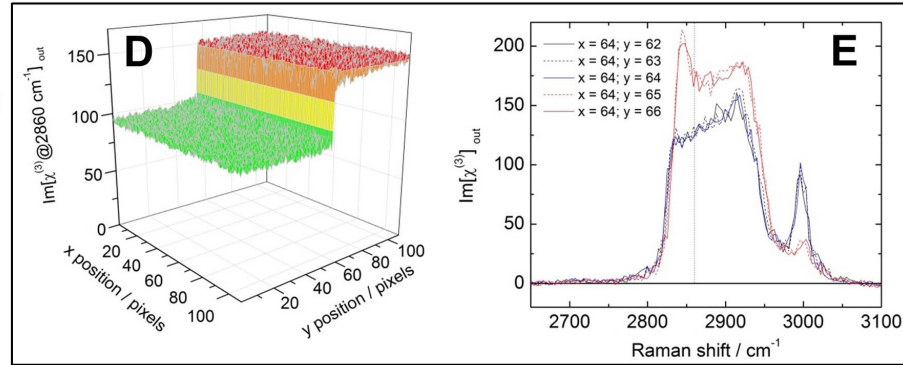 D
Im[χ⁽³⁾@2860 cm⁻¹]out
150
100
50
0
20
40
60
80
100
x position / pixels
20
40
60
80
100
y position / pixels
E
x = 64; y = 62
x = 64; y = 63
x = 64; y = 64
x = 64; y = 65
x = 64; y = 66
Im[χ⁽³⁾]out
200
150
100
50
0
2700 2800 2900 3000 3100
Raman shift / cm⁻¹